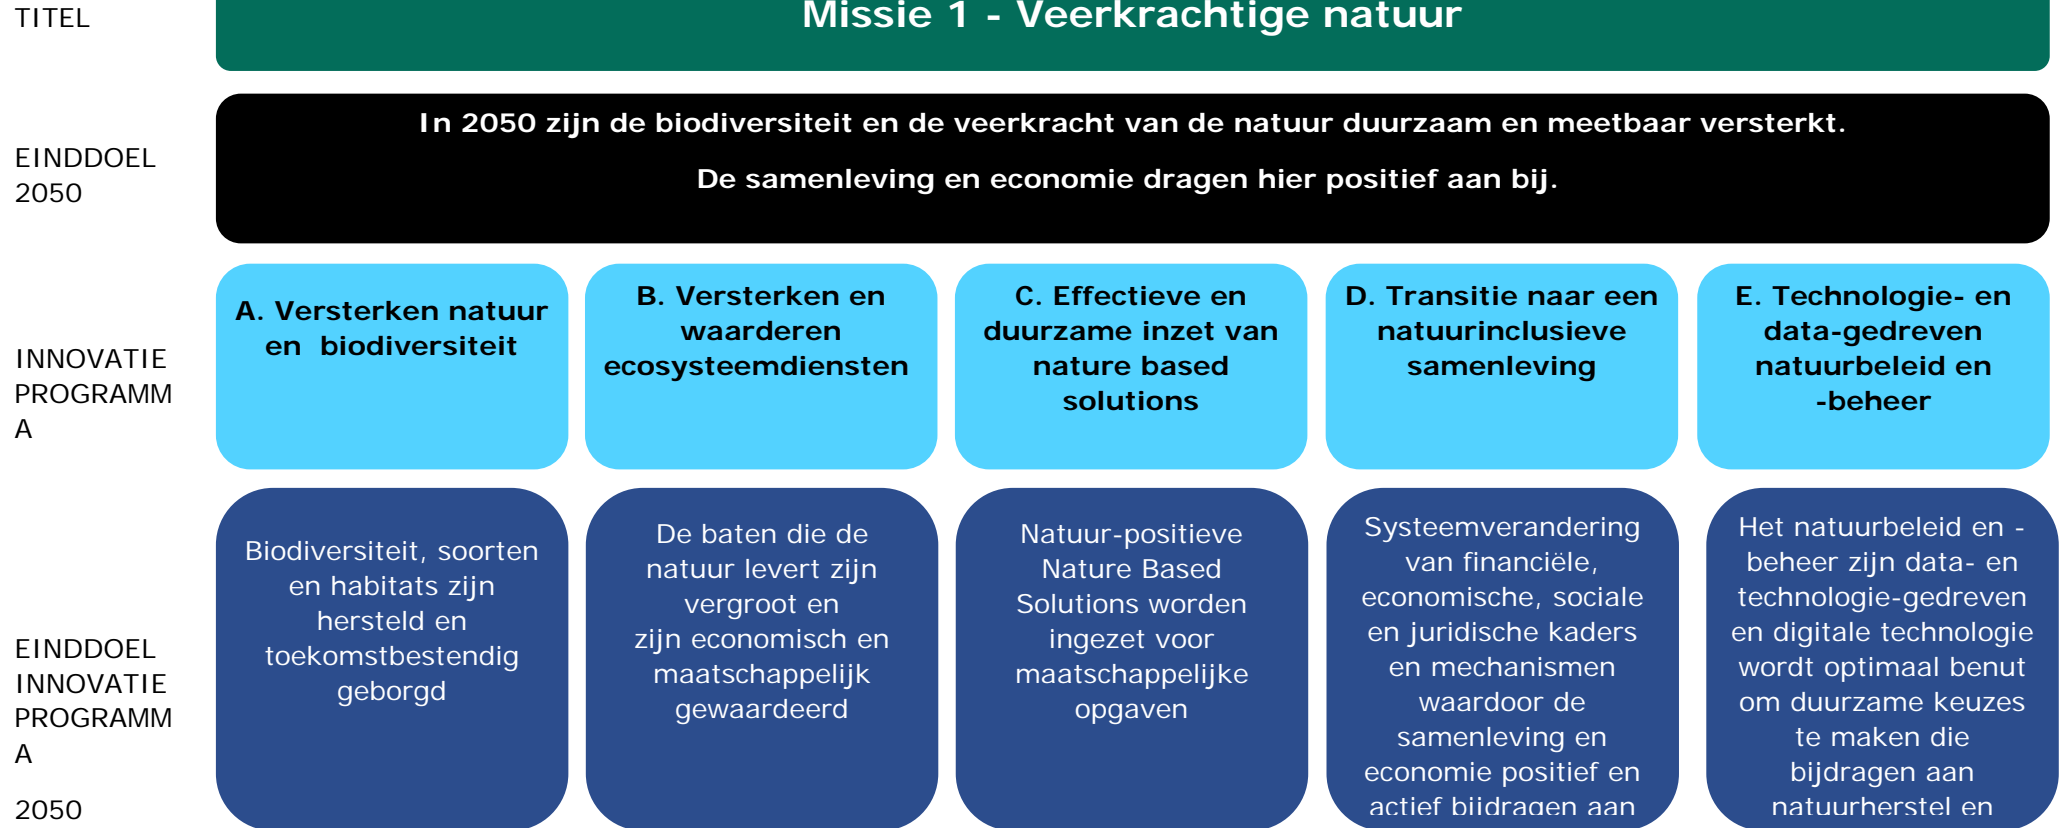 TITEL
Missie 1 - Veerkrachtige natuur
EINDDOEL
2050
In 2050 zijn de biodiversiteit en de veerkracht van de natuur duurzaam en meetbaar versterkt.
De samenleving en economie dragen hier positief aan bij.
INNOVATIE
PROGRAMM
A
A. Versterken natuur
en biodiversiteit
B. Versterken en
waarderen
ecosysteemdiensten
C. Effectieve en
duurzame inzet van
nature based
solutions
D. Transitie naar een
natuurinclusieve
samenleving
E. Technologie- en
data-gedreven
natuurbeleid en
-beheer
EINDDOEL
INNOVATIE
PROGRAMM
A
2050
Biodiversiteit, soorten
en habitats zijn
hersteld en
toekomstbestendig
geborgd
De baten die de
natuur levert zijn
vergroot en
zijn economisch en
maatschappelijk
gewaardeerd
Natuur-positieve
Nature Based
Solutions worden
ingezet voor
maatschappelijke
opgaven
Systeemverandering
van financiële,
economische, sociale
en juridische kaders
en mechanismen
waardoor de
samenleving en
economie positief en
actief bijdragen aan
Het natuurbeleid en -
beheer zijn data- en
technologie-gedreven
en digitale technologie
wordt optimaal benut
om duurzame keuzes
te maken die
bijdragen aan
natuurherstel en